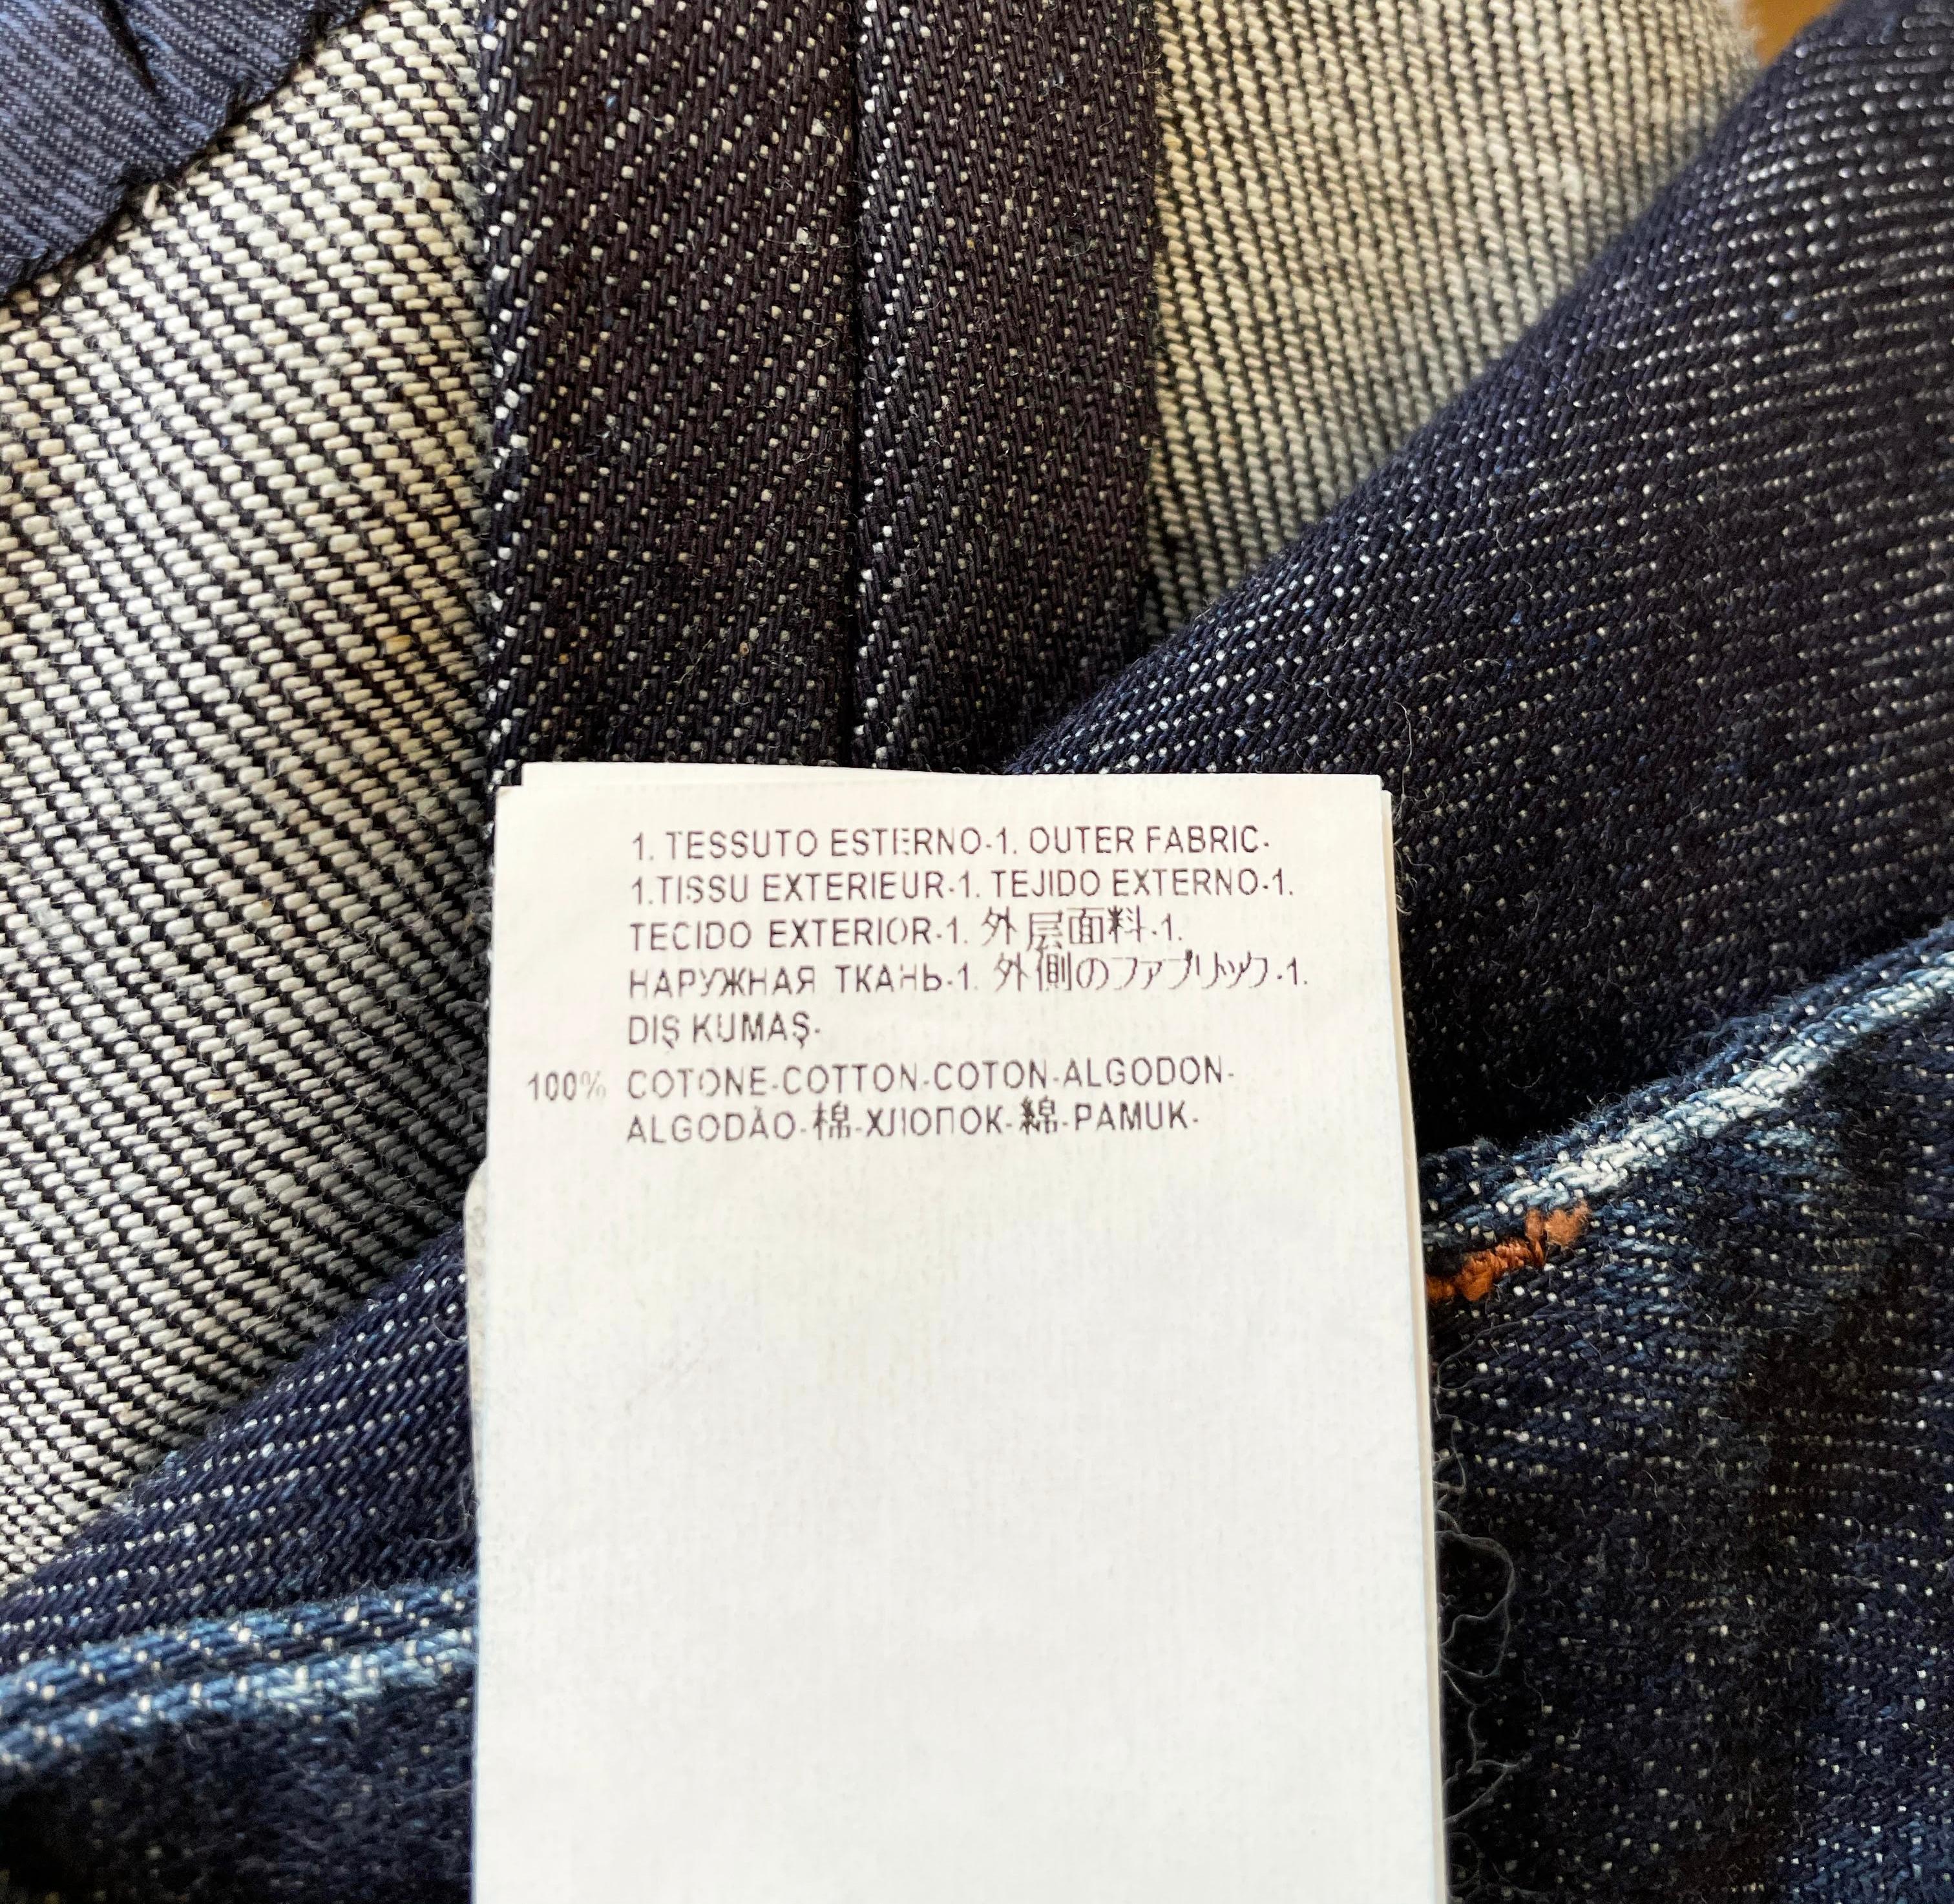 1. TESSUTO ESTERNO-1. OUTER FABRIC-
1.TISSU EXTERIEUR-1. TEJIDO EXTERNO-1.
TECIDO EXTERIOR-1. 外层面料-1.
НАРУЖНАЯ ТКАНЬ-1. 外側のファブリック-1.
DIŞ KUMAŞ-
100% COTONE-COTTON-COTON-ALGODON-
ALGODÃO-棉-ХЛОПОК-綿-PAMUK-